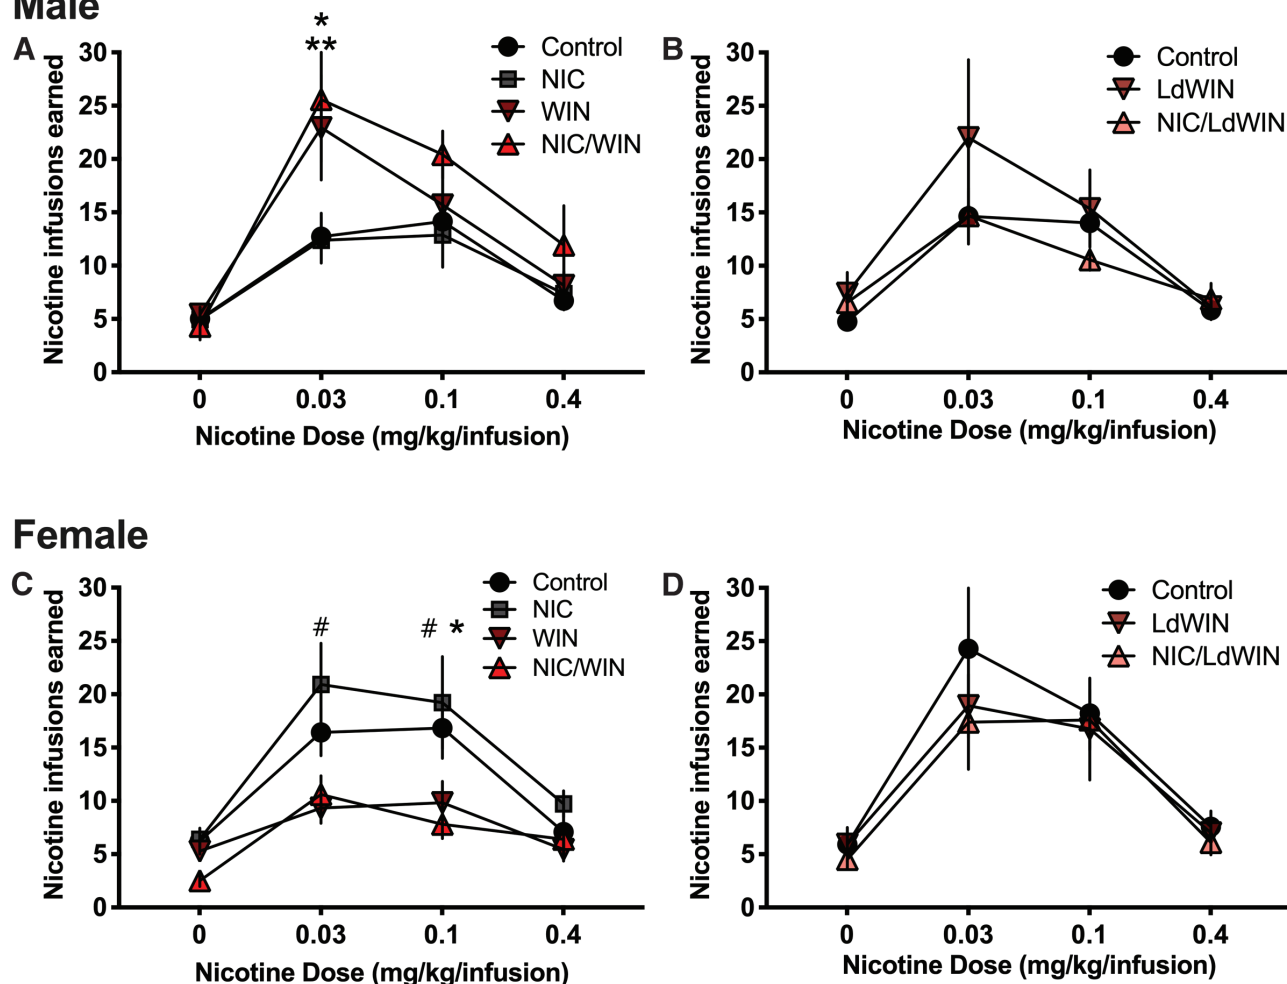 Male
A
*
**
Control
NIC
WIN
NIC/WIN
Nicotine infusions earned
30
25
20
15
10
5
0
0 0.03 0.1 0.4
Nicotine Dose (mg/kg/infusion)
B
Control
LdWIN
NIC/LdWIN
Nicotine infusions earned
30
25
20
15
10
5
0
0 0.03 0.1 0.4
Nicotine Dose (mg/kg/infusion)
Female
C
Control
NIC
WIN
NIC/WIN
# # *
Nicotine infusions earned
30
25
20
15
10
5
0
0 0.03 0.1 0.4
Nicotine Dose (mg/kg/infusion)
D
Control
LdWIN
NIC/LdWIN
Nicotine infusions earned
30
25
20
15
10
5
0
0 0.03 0.1 0.4
Nicotine Dose (mg/kg/infusion)